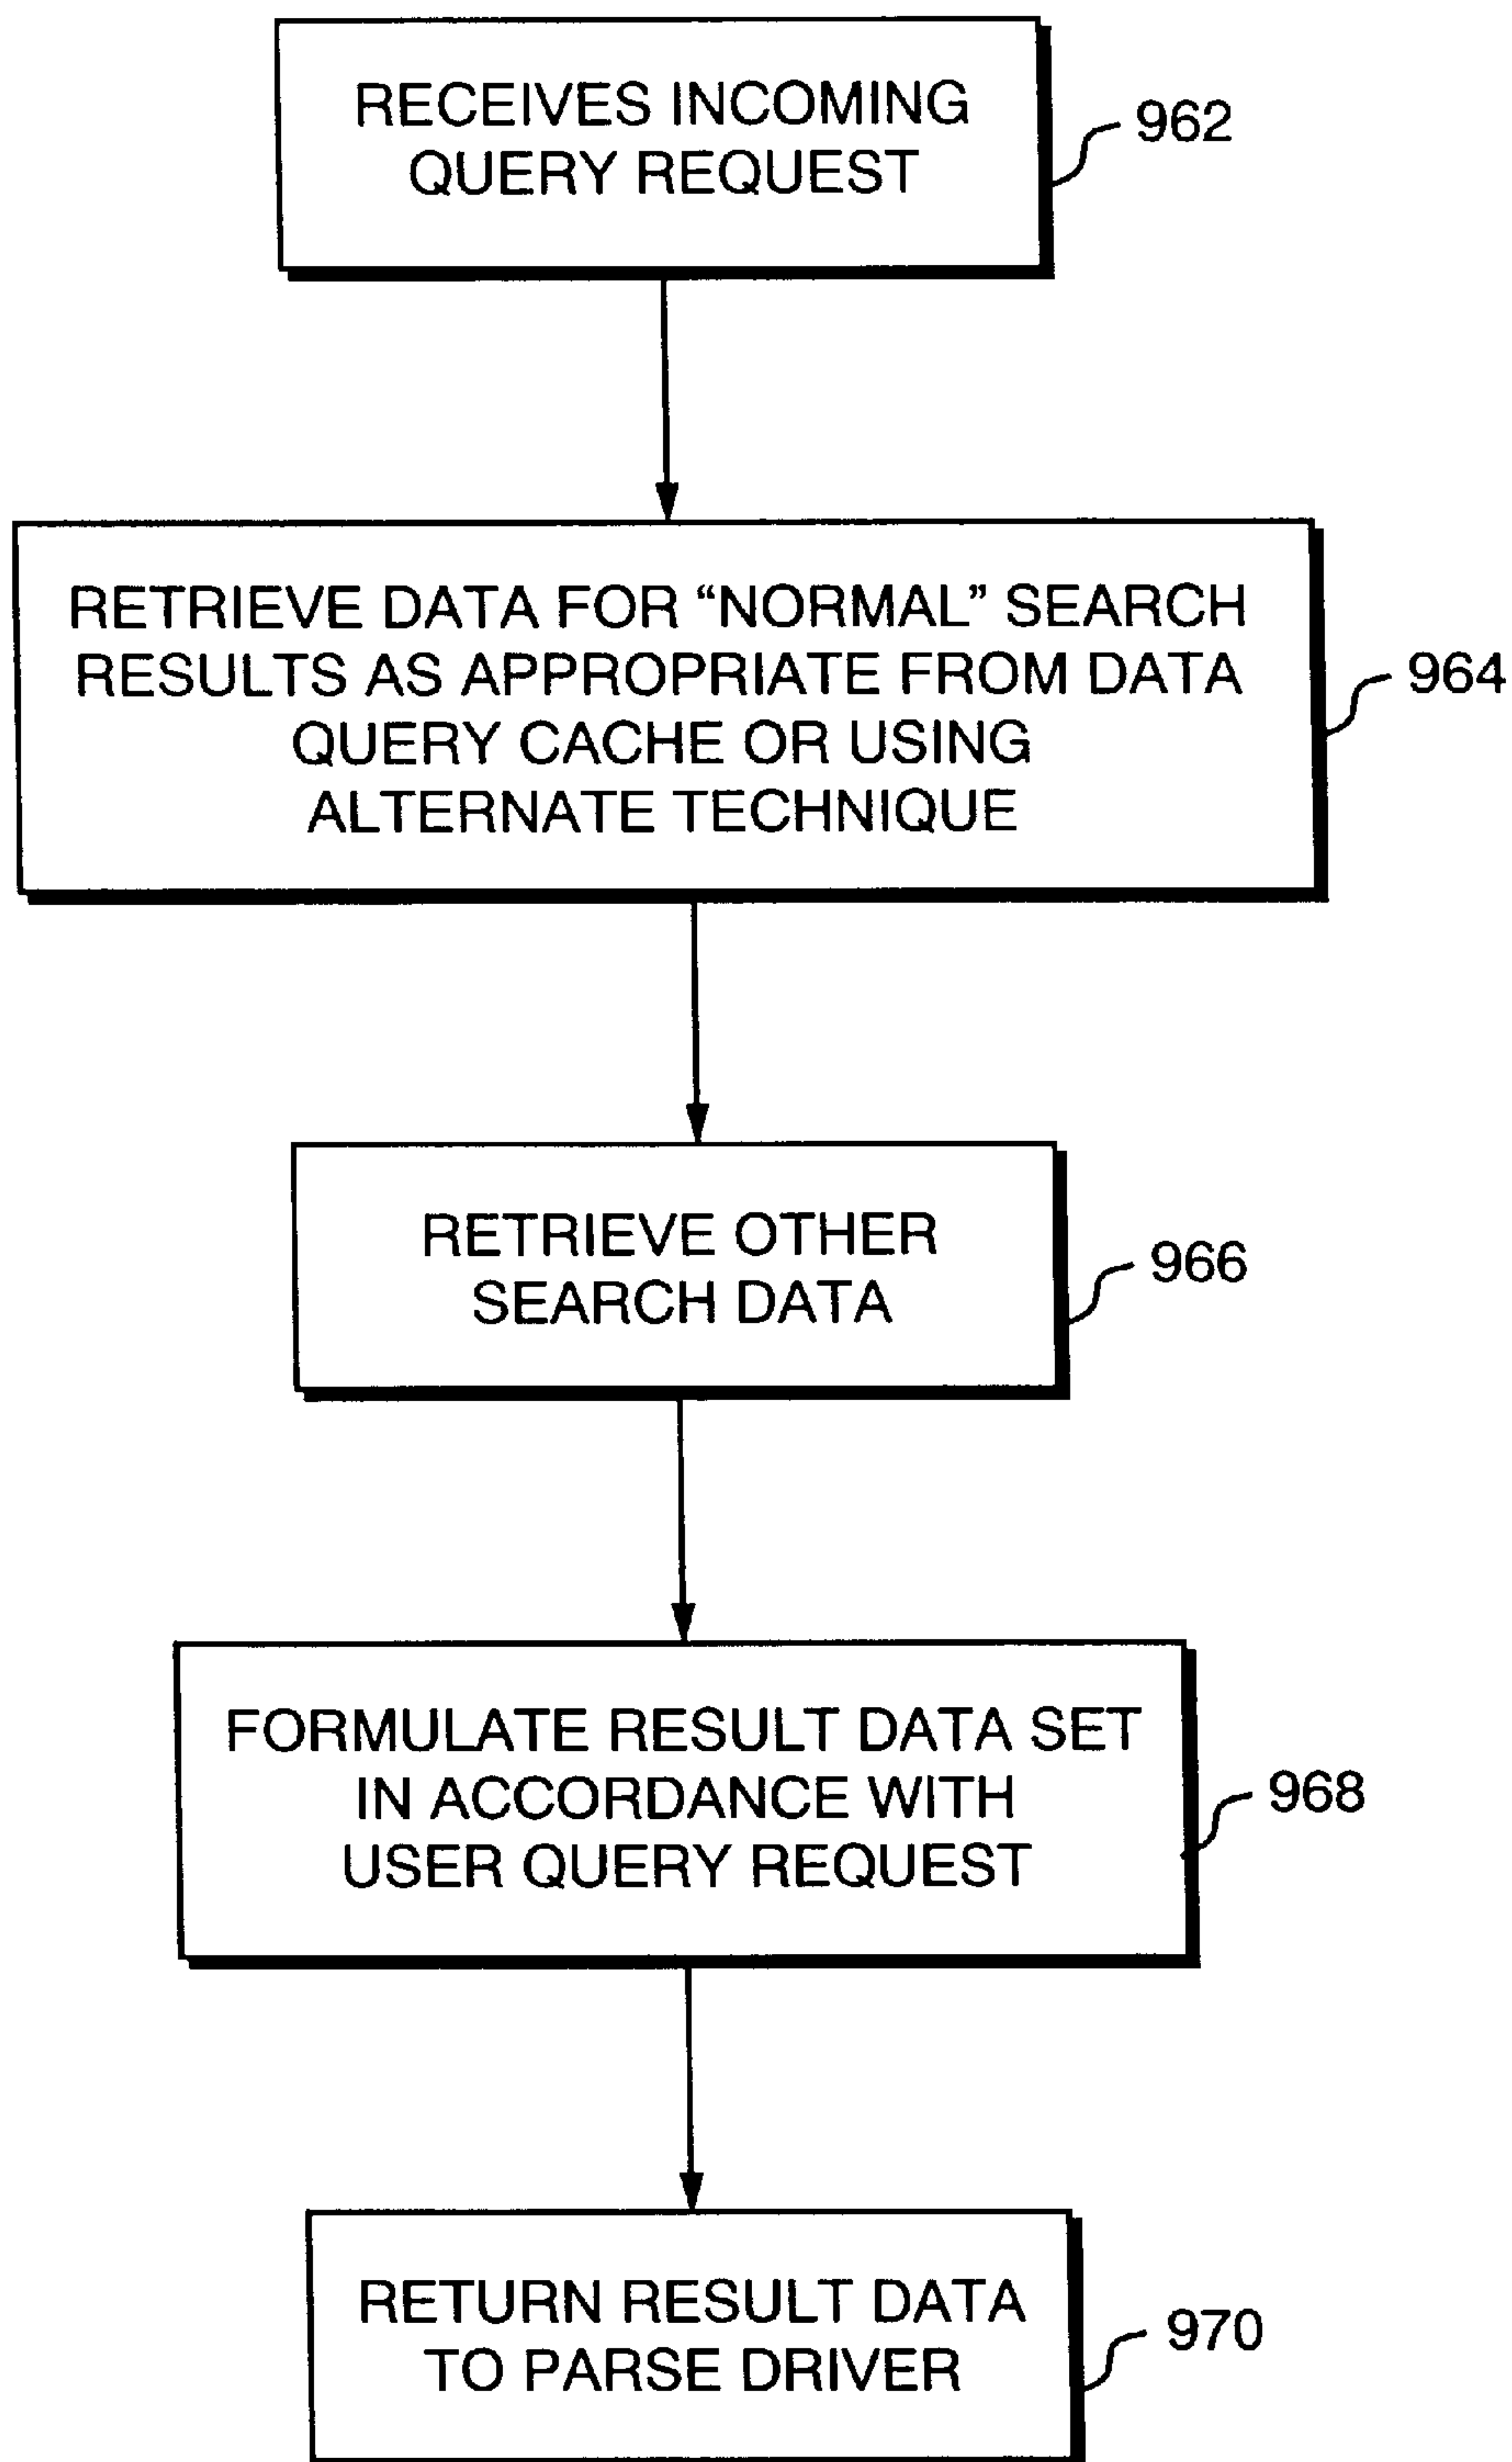 RECEIVES INCOMING
QUERY REQUEST
962
RETRIEVE DATA FOR “NORMAL” SEARCH
RESULTS AS APPROPRIATE FROM DATA
QUERY CACHE OR USING
ALTERNATE TECHNIQUE
964
RETRIEVE OTHER
SEARCH DATA
966
FORMULATE RESULT DATA SET
IN ACCORDANCE WITH
USER QUERY REQUEST
968
RETURN RESULT DATA
TO PARSE DRIVER
970